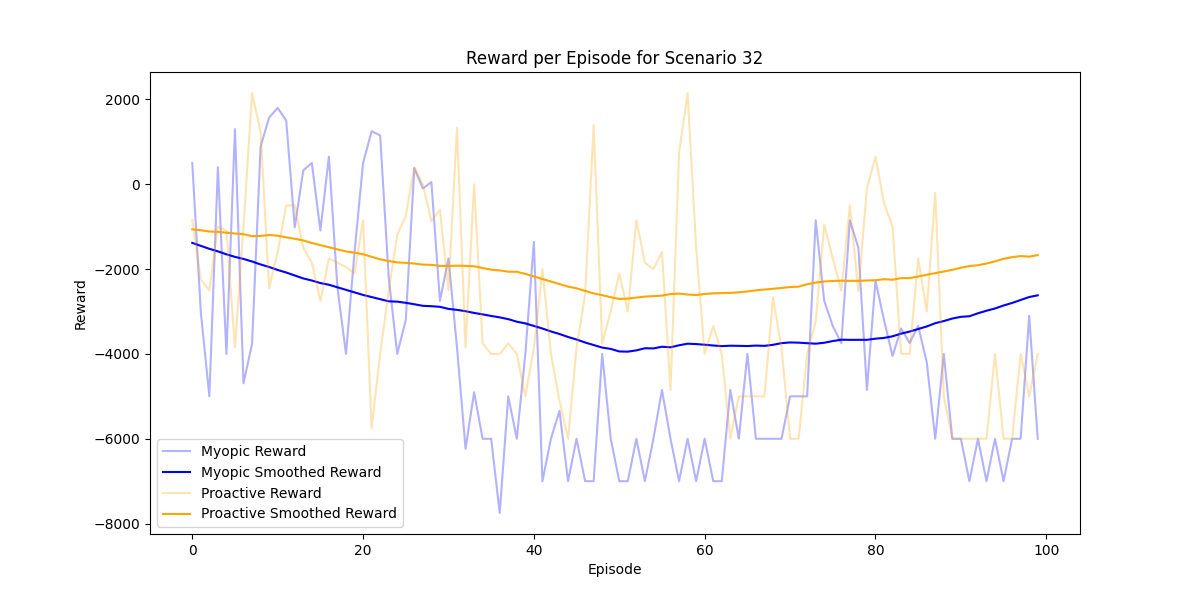 Reward per Episode for Scenario 32
Reward
2000
0
−2000
−4000
−6000
−8000
Myopic Reward
Myopic Smoothed Reward
Proactive Reward
Proactive Smoothed Reward
0 20 40 60 80 100
Episode